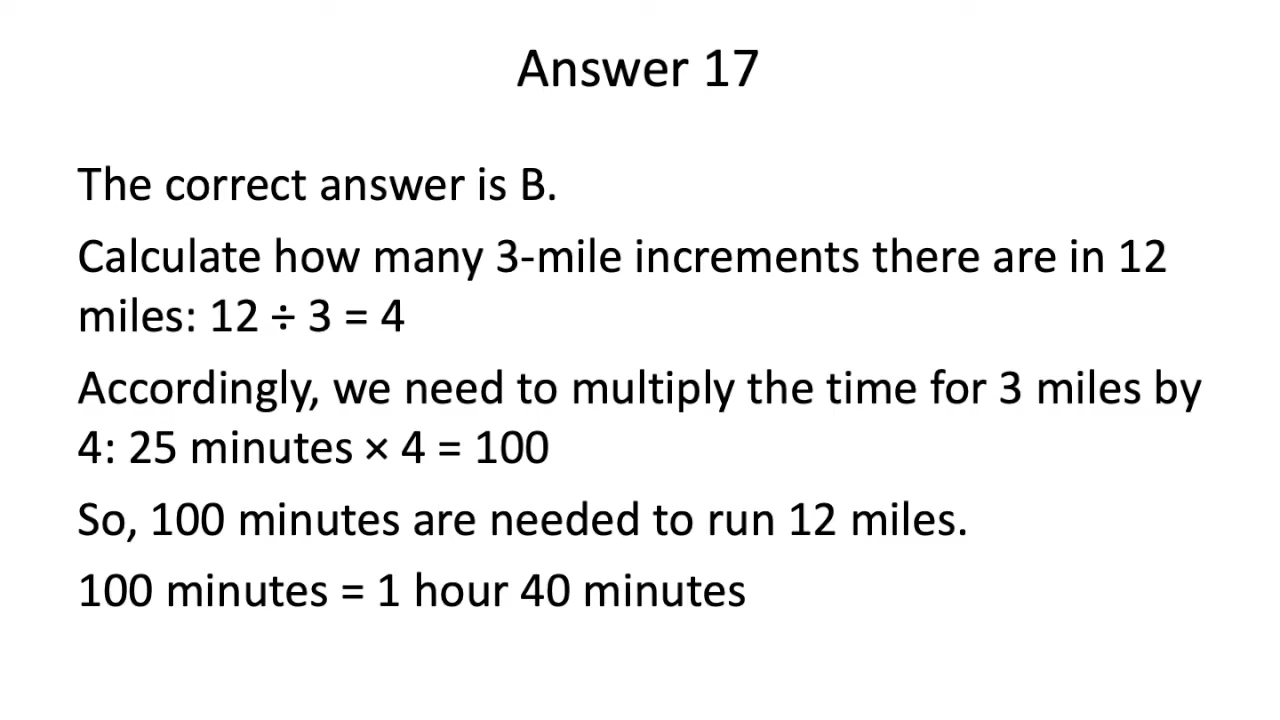 Answer 17
The correct answer is B.
Calculate how many 3-mile increments there are in 12
miles: 12 ÷ 3 = 4
Accordingly, we need to multiply the time for 3 miles by
4: 25 minutes × 4 = 100
So, 100 minutes are needed to run 12 miles.
100 minutes = 1 hour 40 minutes